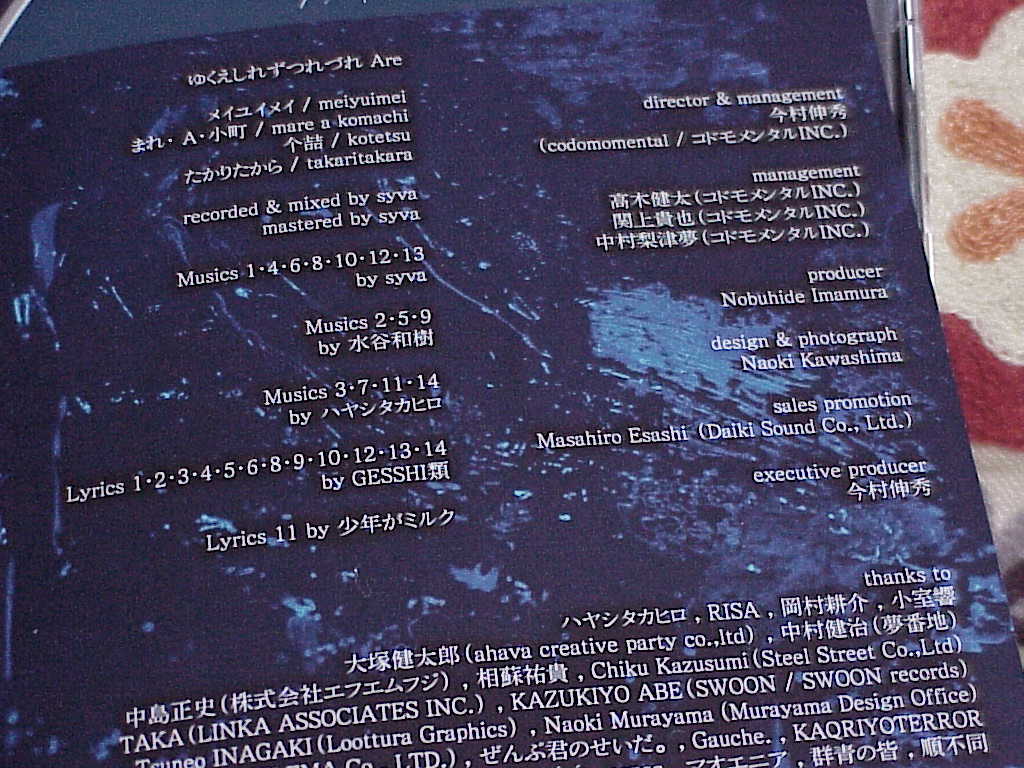 ゆくえしれずつれづれ Are
メイユイメイ / meiyuimei
まれ・A・小町 / mare a komachi
个喆 / kotetsu
たかりたから / takaritakara
recorded & mixed by syva
mastered by syva
Musics 1・4・6・8・10・12・13
by syva
Musics 2・5・9
by 水谷和樹
Musics 3・7・11・14
by ハヤシタカヒロ
Lyrics 1・2・3・4・5・6・8・9・10・12・13・14
by GESSHI類
Lyrics 11 by 少年がミルク
director & management
今村伸秀
(codomomental / コドモメンタルINC.)
management
高木健太(コドモメンタルINC.)
関上貴也(コドモメンタルINC.)
中村梨津夢(コドモメンタルINC.)
producer
Nobuhide Imamura
design & photograph
Naoki Kawashima
sales promotion
Masahiro Esashi (Daiki Sound Co., Ltd.)
executive producer
今村伸秀
thanks to
ハヤシタカヒロ , RISA , 岡村耕介 , 小室響
大塚健太郎(ahava creative party co.,ltd) , 中村健治(夢番地)
中島正史(株式会社エフエムフジ) , 相蘇祐貴 , Chiku Kazusumi(Steel Street Co.,Ltd)
TAKA(LINKA ASSOCIATES INC.) , KAZUKIYO ABE(SWOON / SWOON records)
Tsuneo INAGAKI(Loottura Graphics) , Naoki Murayama(Murayama Design Office)
Co., LTD.) , ぜんぶ君のせいだ。 , Gauche. , KAQRIYOTERROR
フオエニア , 群青の皆 , 順不同